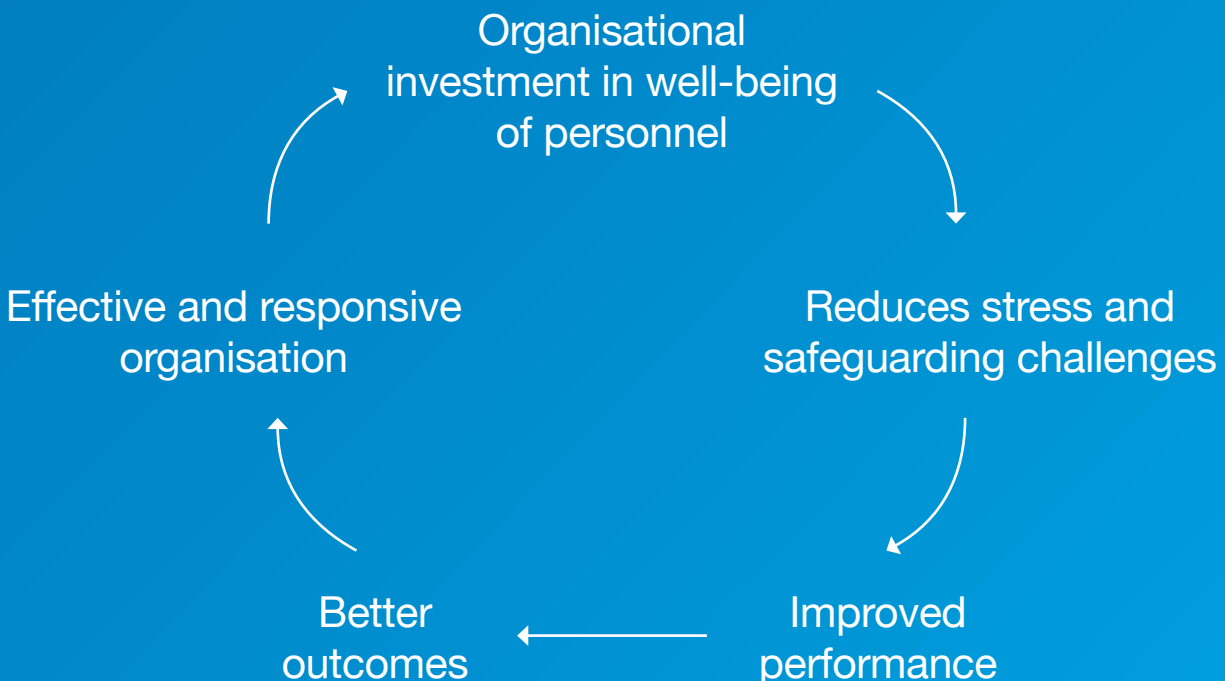 Organisational
investment in well-being
of personnel
Reduces stress and
safeguarding challenges
Improved
performance
Better
outcomes
Effective and responsive
organisation